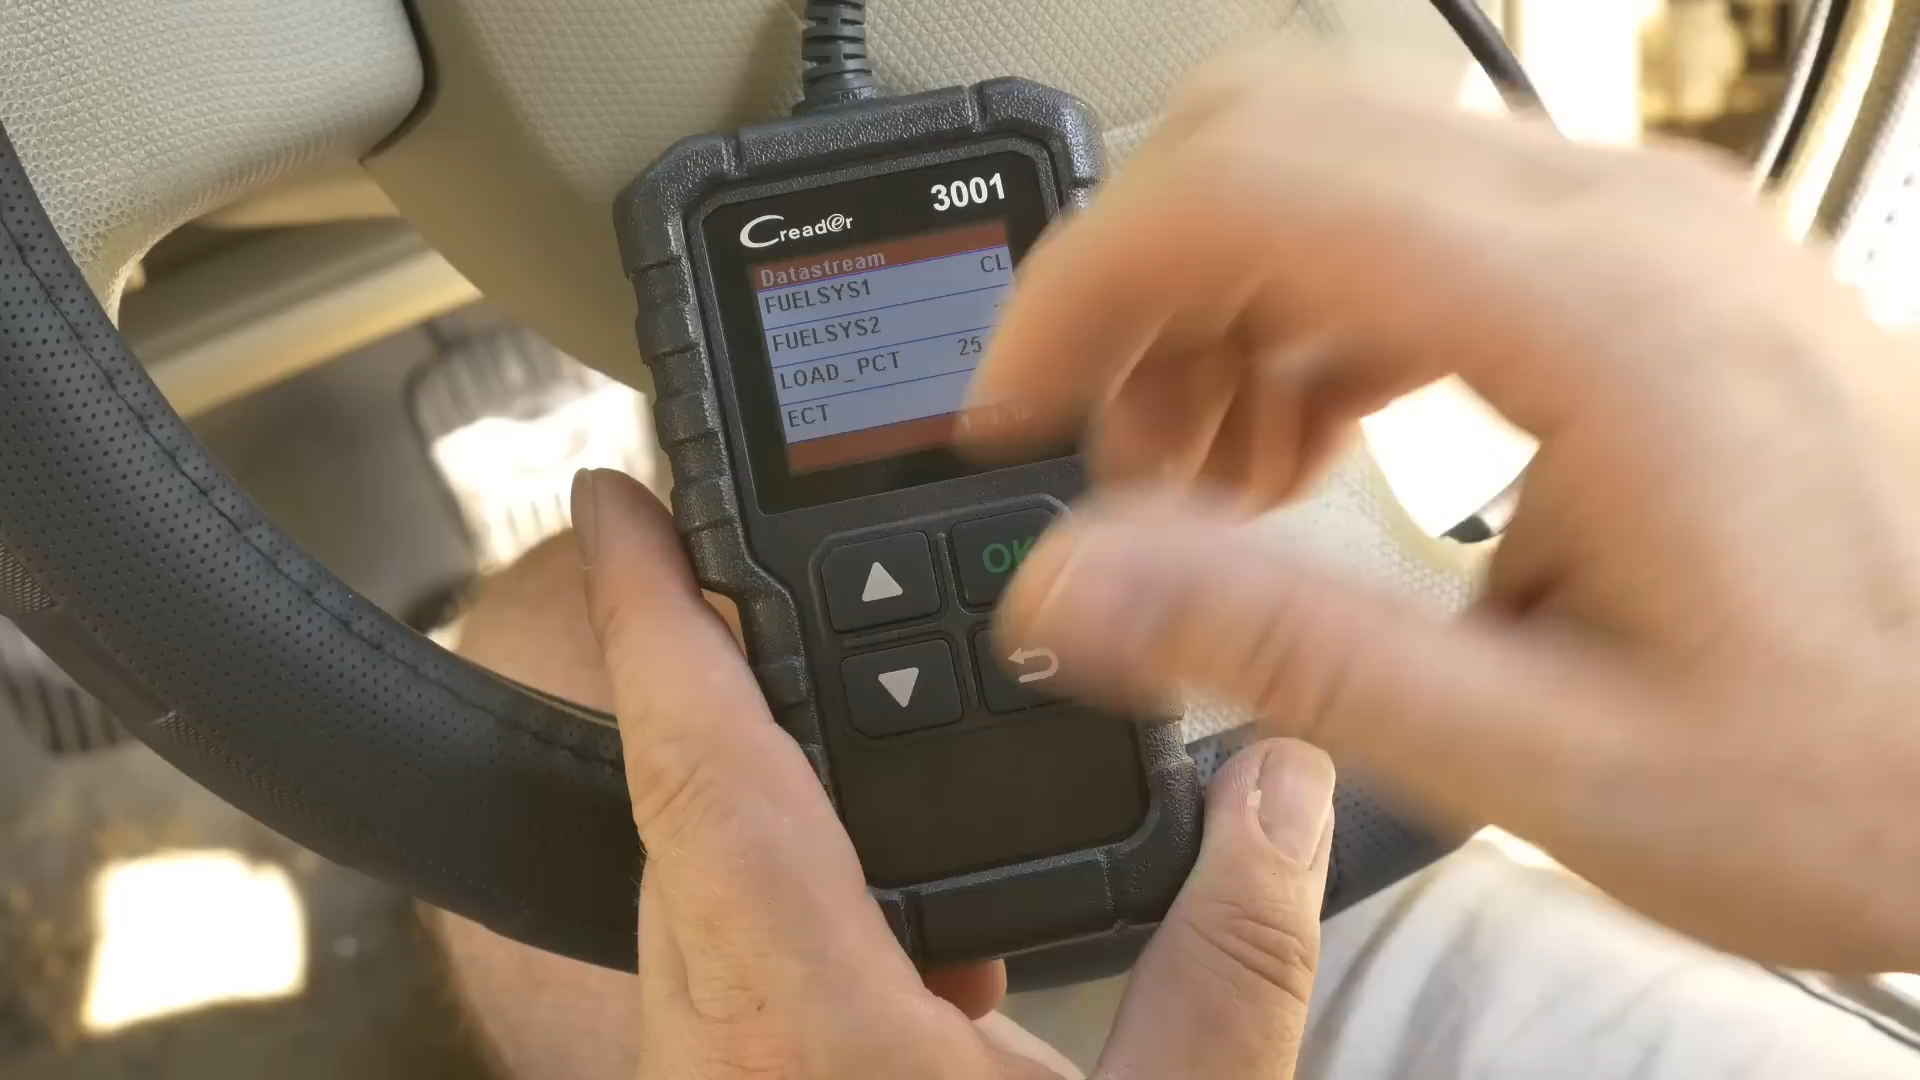 Creader 3001
Datastream
FUELSYS1 CL
FUELSYS2
LOAD_PCT 25
ECT
OK